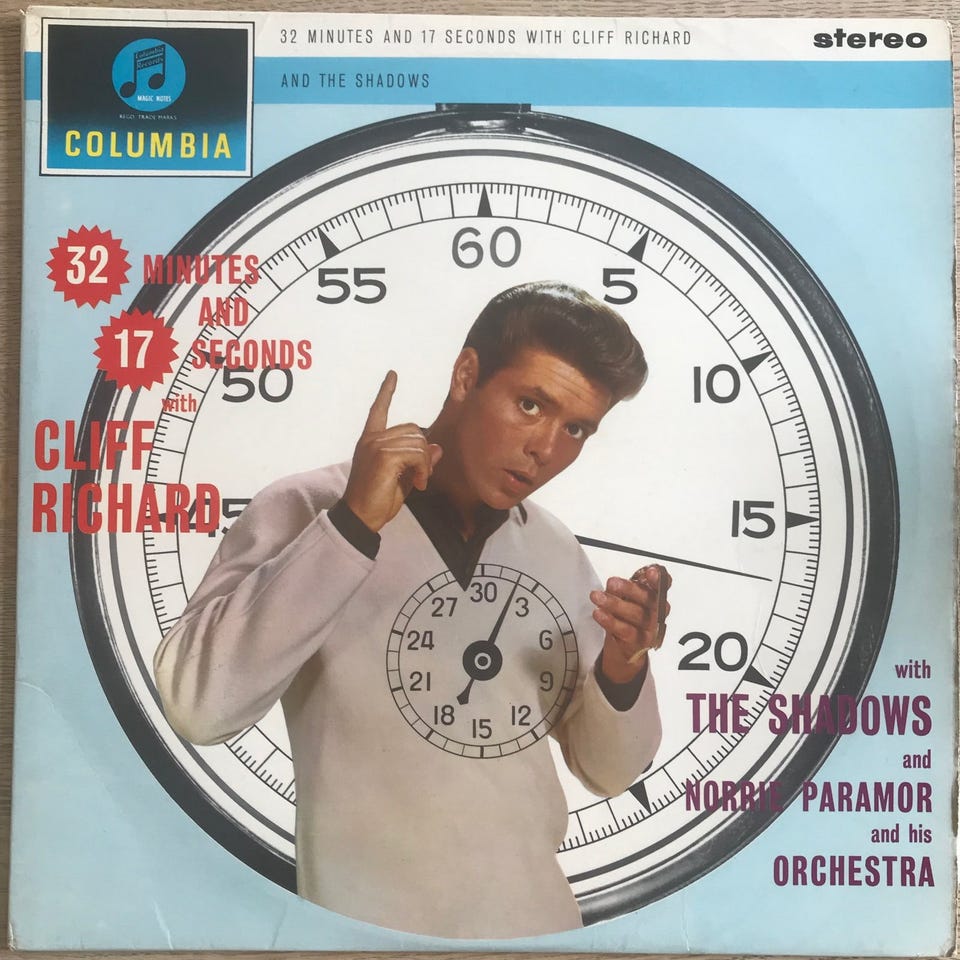 32 MINUTES AND 17 SECONDS WITH CLIFF RICHARD
AND THE SHADOWS
stereo
Columbia
Records
MAGIC NOTES
REGD. TRADE MARKS
COLUMBIA
32 MINUTES
AND
17 SECONDS
with
CLIFF
RICHARD
60
5
10
15
20
45
50
55
30
3
6
9
12
15
18
21
24
27
with
THE SHADOWS
and
NORRIE PARAMOR
and his
ORCHESTRA